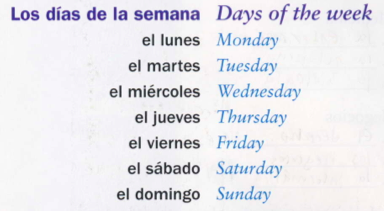 Los días de la semana Days of the week
el lunes Monday
el martes Tuesday
el miércoles Wednesday
el jueves Thursday
el viernes Friday
el sábado Saturday
el domingo Sunday